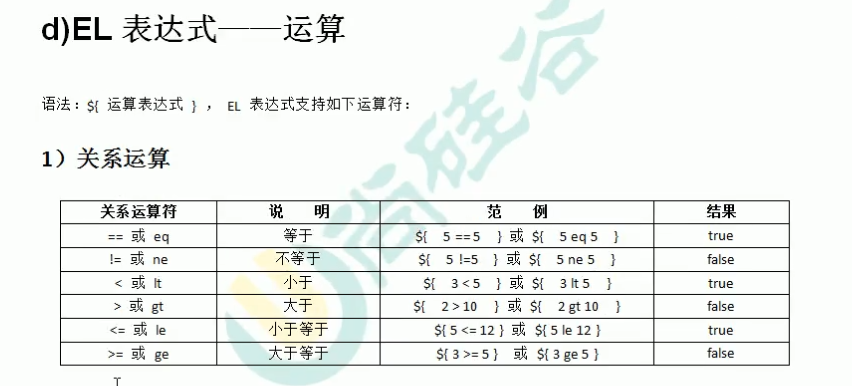 d)EL 表达式——运算
语法：${ 运算表达式 } ， EL 表达式支持如下运算符：
1）关系运算
关系运算符 说 明 范 例 结果
== 或 eq 等于 ${ 5 == 5 } 或 ${ 5 eq 5 } true
!= 或 ne 不等于 ${ 5 !=5 } 或 ${ 5 ne 5 } false
< 或 lt 小于 ${ 3 < 5 } 或 ${ 3 lt 5 } true
> 或 gt 大于 ${ 2 > 10 } 或 ${ 2 gt 10 } false
<= 或 le 小于等于 ${ 5 <= 12 } 或 ${ 5 le 12 } true
>= 或 ge 大于等于 ${ 3 >= 5 } 或 ${ 3 ge 5 } false
尚硅谷